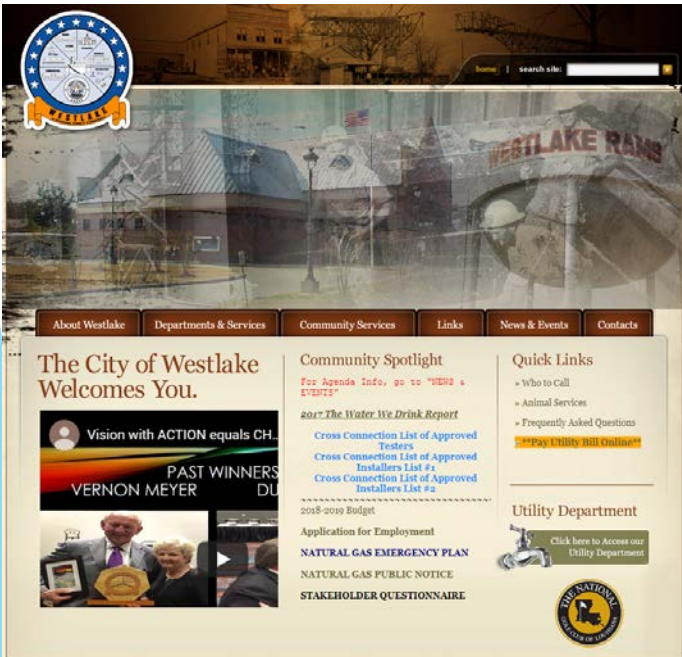 WESTLAKE
home | search site:
WESTLAKE RAMS
About Westlake
Departments & Services
Community Services
Links
News & Events
Contacts
The City of Westlake
Welcomes You.
Vision with ACTION equals CH...
PAST WINNERS
VERNON MEYER DU
Community Spotlight
For Agenda Info, go to "NEWS &
EVENTS"
2017 The Water We Drink Report
Cross Connection List of Approved
Testers
Cross Connection List of Approved
Installers List #1
Cross Connection List of Approved
Installers List #2
~~~~~~~~~~~~~~~~~~~~~~~~~~~~
2018-2019 Budget
Application for Employment
NATURAL GAS EMERGENCY PLAN
NATURAL GAS PUBLIC NOTICE
STAKEHOLDER QUESTIONNAIRE
Quick Links
» Who to Call
» Animal Services
» Frequently Asked Questions
**Pay Utility Bill Online**
Utility Department
Click here to Access our
Utility Department
THE NATIONAL
GOLF CLUB OF LOUISIANA